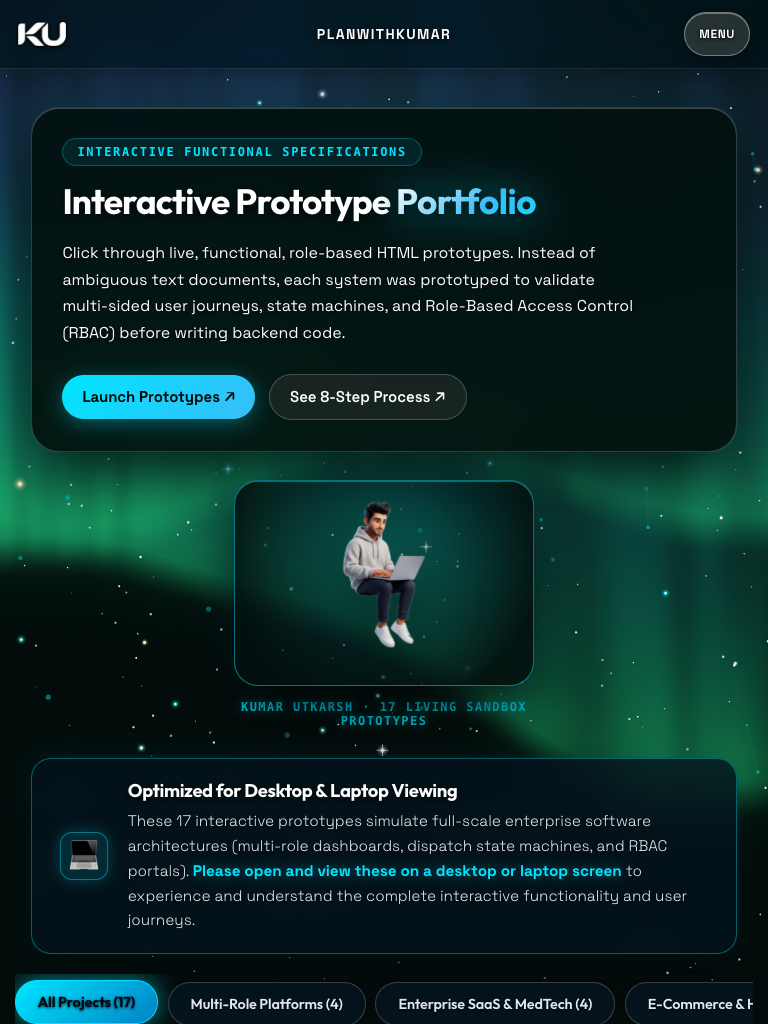 KU
PLANWITHKUMAR
MENU
INTERACTIVE FUNCTIONAL SPECIFICATIONS
Interactive Prototype Portfolio
Click through live, functional, role-based HTML prototypes. Instead of
ambiguous text documents, each system was prototyped to validate
multi-sided user journeys, state machines, and Role-Based Access Control
(RBAC) before writing backend code.
Launch Prototypes ↗
See 8-Step Process ↗
KUMAR UTKARSH · 17 LIVING SANDBOX
PROTOTYPES
Optimized for Desktop & Laptop Viewing
These 17 interactive prototypes simulate full-scale enterprise software
architectures (multi-role dashboards, dispatch state machines, and RBAC
portals). Please open and view these on a desktop or laptop screen to
experience and understand the complete interactive functionality and user
journeys.
All Projects (17)
Multi-Role Platforms (4)
Enterprise SaaS & MedTech (4)
E-Commerce &